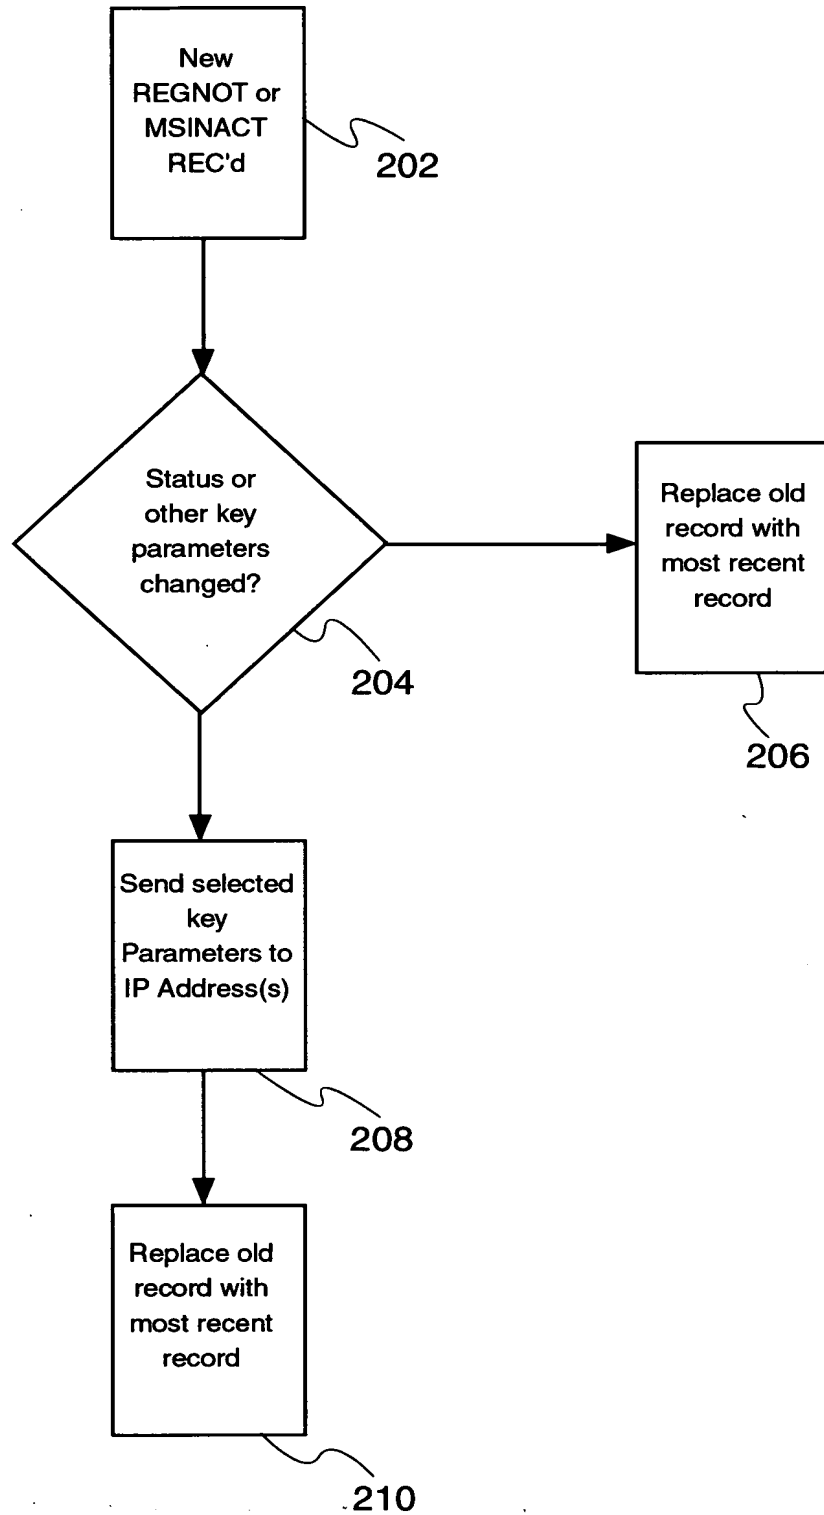 New
REGNOT or
MSINACT
REC'd
202
Status or
other key
parameters
changed?
204
Replace old
record with
most recent
record
206
Send selected
key
Parameters to
IP Address(s)
208
Replace old
record with
most recent
record
210